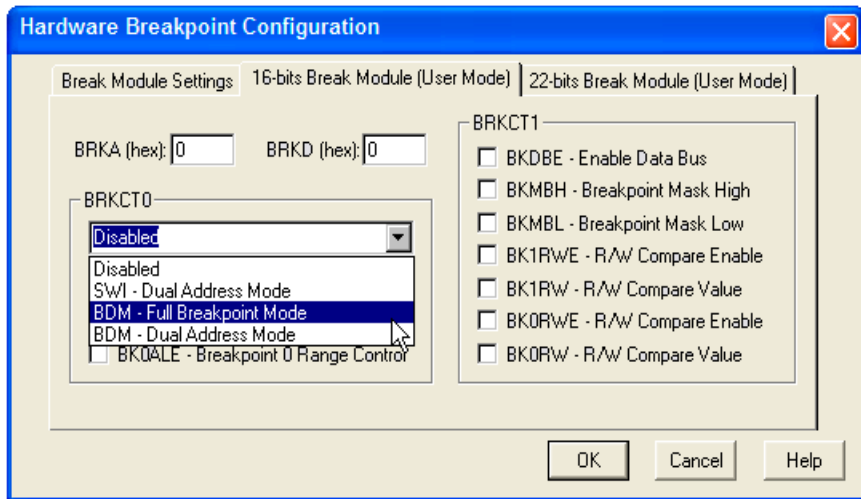 Hardware Breakpoint Configuration
Break Module Settings
16-bits Break Module (User Mode)
22-bits Break Module (User Mode)
BRKA (hex): 0
BRKD (hex): 0
BRKCT0
Disabled
Disabled
SWI - Dual Address Mode
BDM - Full Breakpoint Mode
BDM - Dual Address Mode
BK0ALE - Breakpoint 0 Range Control
BRKCT1
BKDBE - Enable Data Bus
BKMBH - Breakpoint Mask High
BKMBL - Breakpoint Mask Low
BK1RWE - R/W Compare Enable
BK1RW - R/W Compare Value
BK0RWE - R/W Compare Enable
BK0RW - R/W Compare Value
OK
Cancel
Help